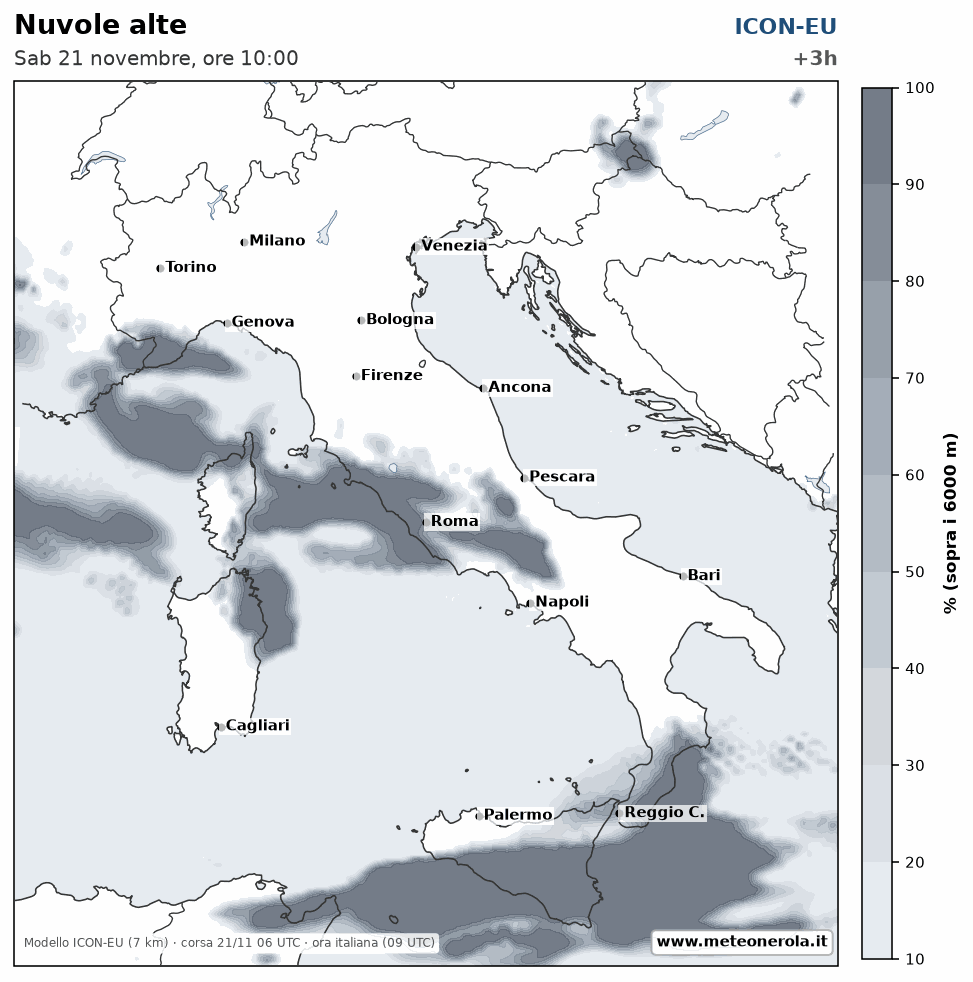 Nuvole alte
ICON-EU
Sab 21 novembre, ore 10:00
+3h
100
90
80
70
60
50
40
30
20
10
% (sopra i 6000 m)
Milano
Venezia
Torino
Genova
Bologna
Firenze
Ancona
Pescara
Roma
Bari
Napoli
Cagliari
Palermo
Reggio C.
Modello ICON-EU (7 km) · corsa 21/11 06 UTC · ora italiana (09 UTC)
www.meteonerola.it